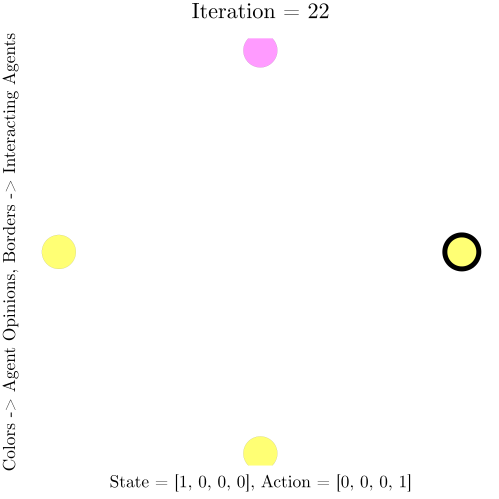 Iteration = 22
Colors -> Agent Opinions, Borders -> Interacting Agents
State = [1, 0, 0, 0], Action = [0, 0, 0, 1]